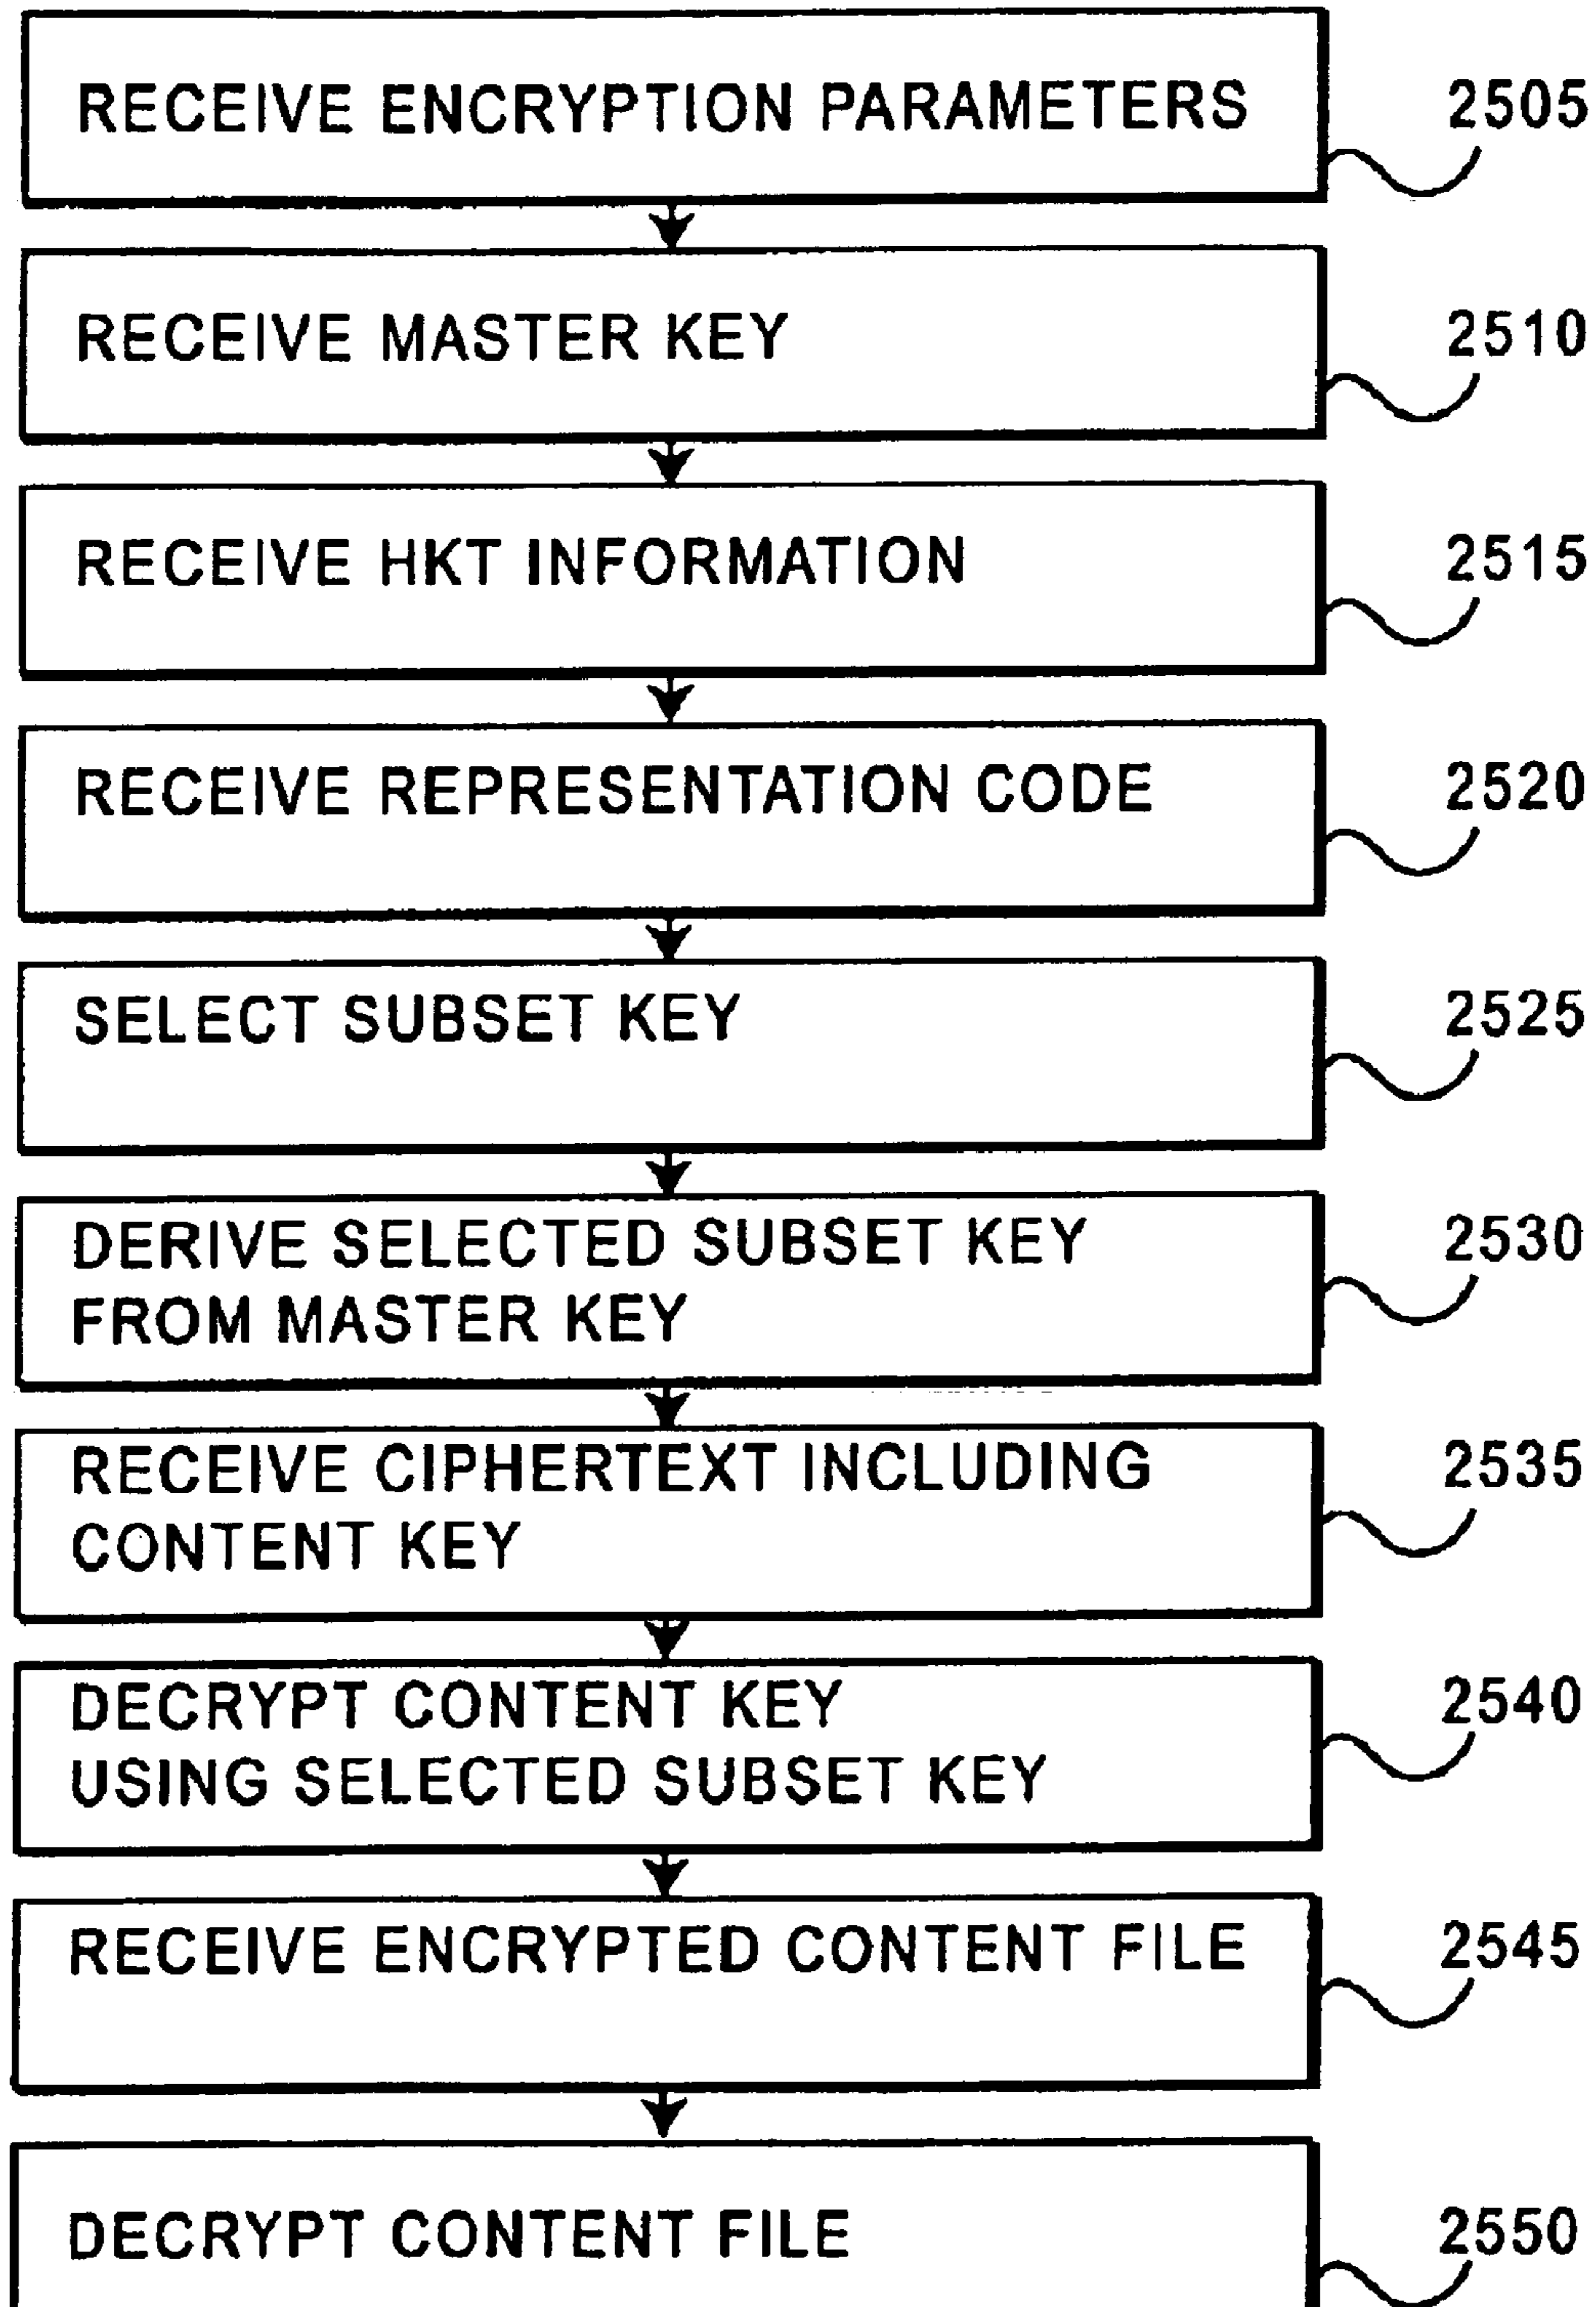 RECEIVE ENCRYPTION PARAMETERS
2505
RECEIVE MASTER KEY
2510
RECEIVE HKT INFORMATION
2515
RECEIVE REPRESENTATION CODE
2520
SELECT SUBSET KEY
2525
DERIVE SELECTED SUBSET KEY
FROM MASTER KEY
2530
RECEIVE CIPHERTEXT INCLUDING
CONTENT KEY
2535
DECRYPT CONTENT KEY
USING SELECTED SUBSET KEY
2540
RECEIVE ENCRYPTED CONTENT FILE
2545
DECRYPT CONTENT FILE
2550